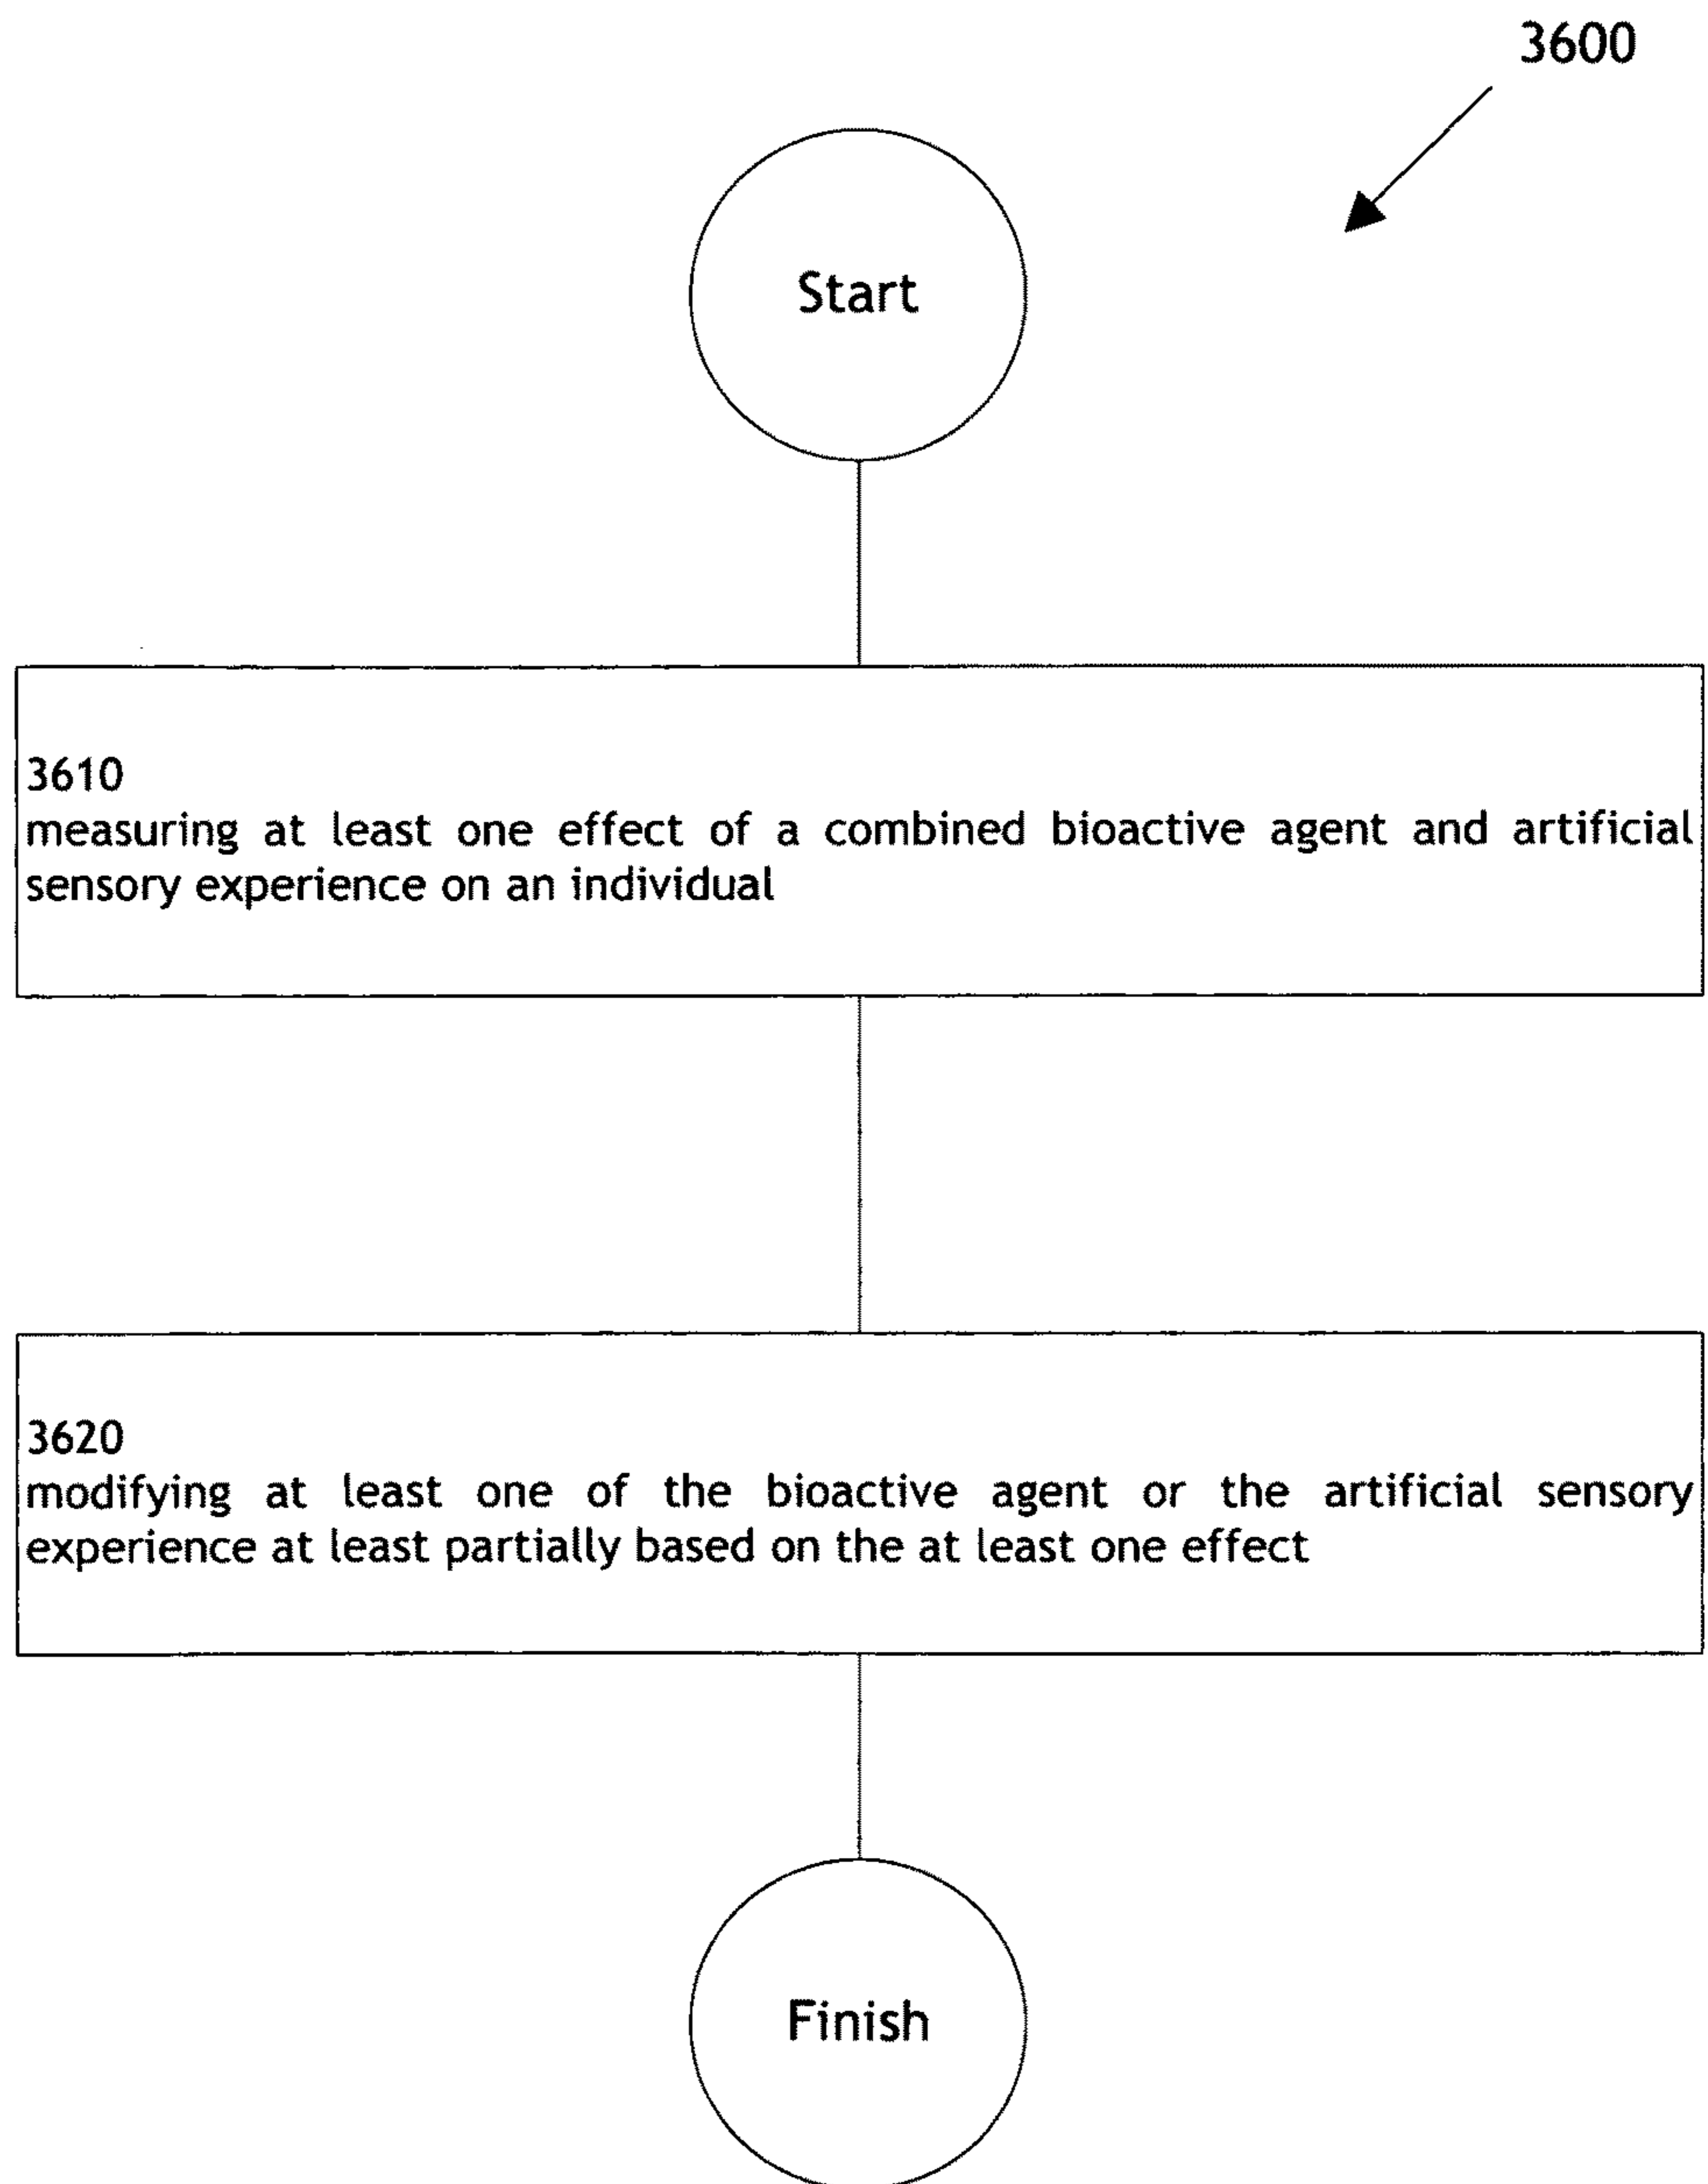 3600
Start
3610
measuring at least one effect of a combined bioactive agent and artificial
sensory experience on an individual
3620
modifying at least one of the bioactive agent or the artificial sensory
experience at least partially based on the at least one effect
Finish